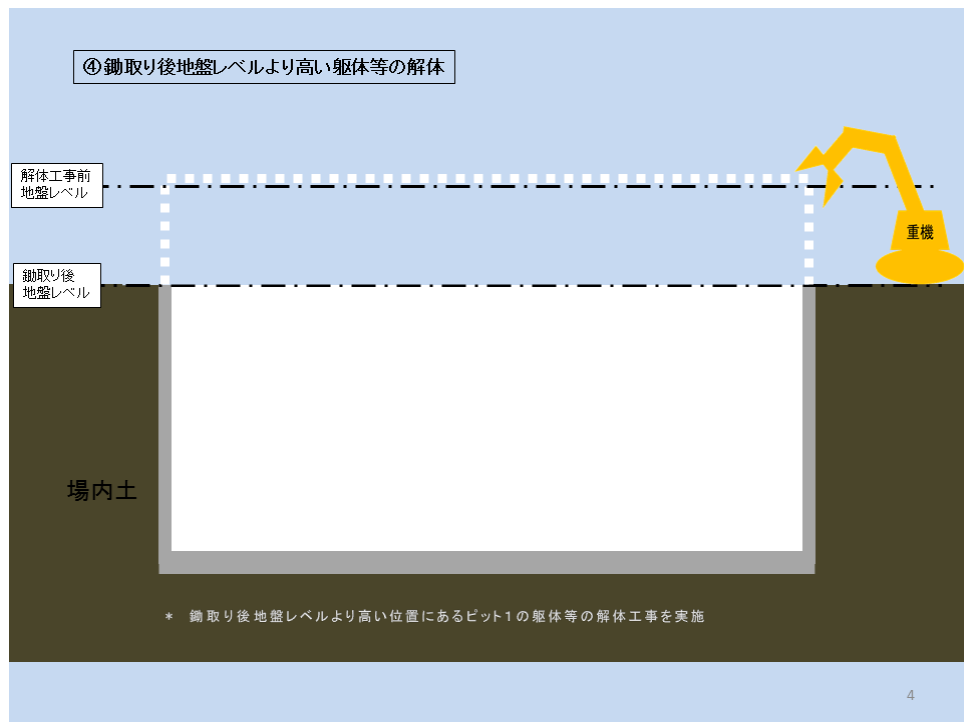 ④鋤取り後地盤レベルより高い躯体等の解体
解体工事前
地盤レベル
重機
鋤取り後
地盤レベル
場内土
＊　鋤取り後地盤レベルより高い位置にあるピット１の躯体等の解体工事を実施
4